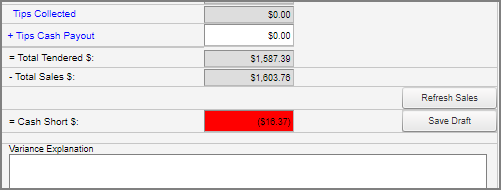 Tips Collected $0.00
+ Tips Cash Payout $0.00
= Total Tendered $: $1,587.39
- Total Sales $: $1,603.76
Refresh Sales
= Cash Short $: ($16.37) Save Draft
Variance Explanation